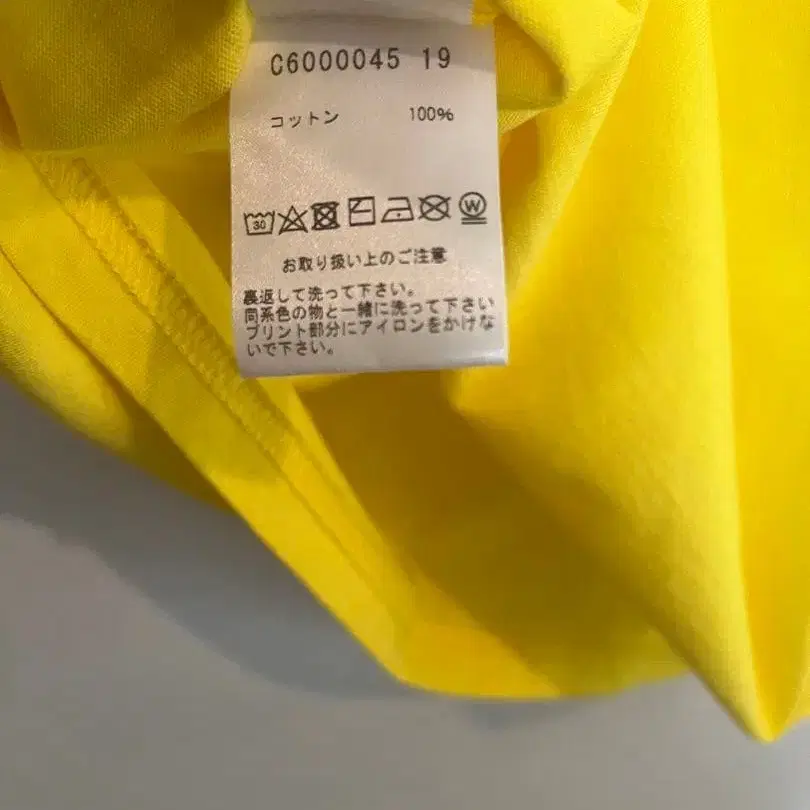 C6000045 19
コットン 100%
30 W
お取り扱い上のご注意
裏返して洗って下さい。
同系色の物と一緒に洗って下さい
プリント部分にアイロンをかけな
いで下さい。